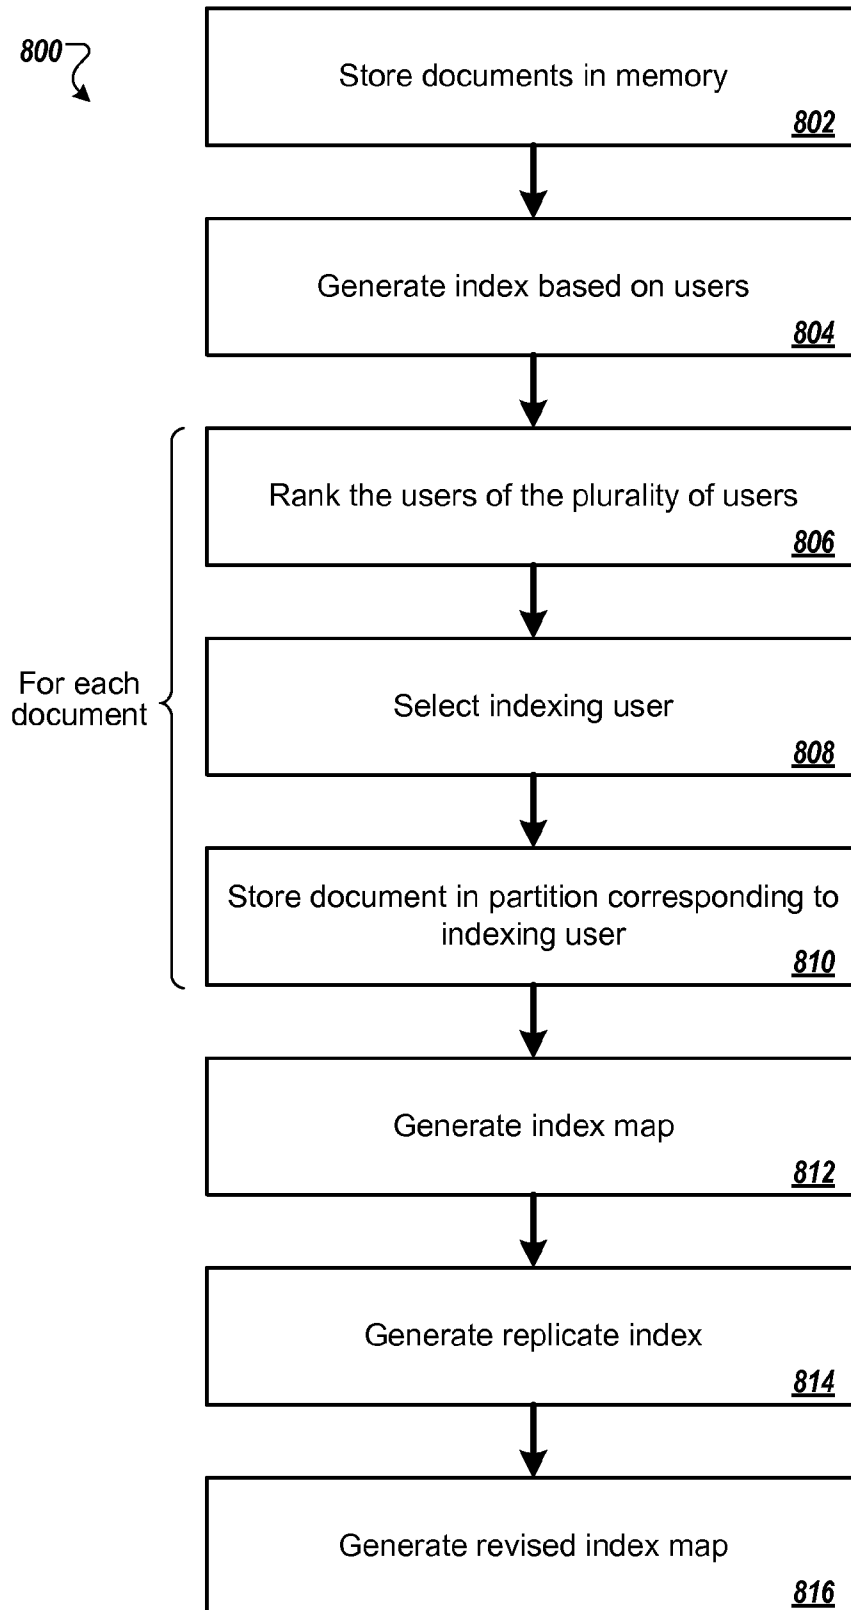 800
Store documents in memory
802
Generate index based on users
804
Rank the users of the plurality of users
806
For each
document
Select indexing user
808
Store document in partition corresponding to
indexing user
810
Generate index map
812
Generate replicate index
814
Generate revised index map
816